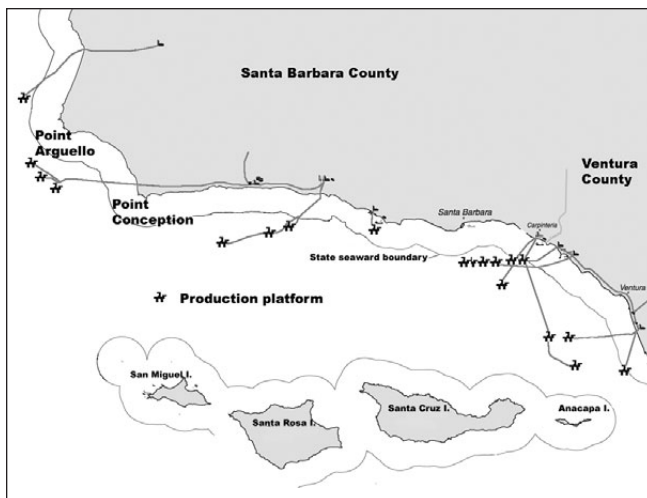 Santa Barbara County
Point
Arguello
Ventura
County
Point
Conception
Santa Barbara
Carpinteria
State seaward boundary
Ventura
Production platform
San Miguel I.
Santa Rosa I.
Santa Cruz I.
Anacapa I.